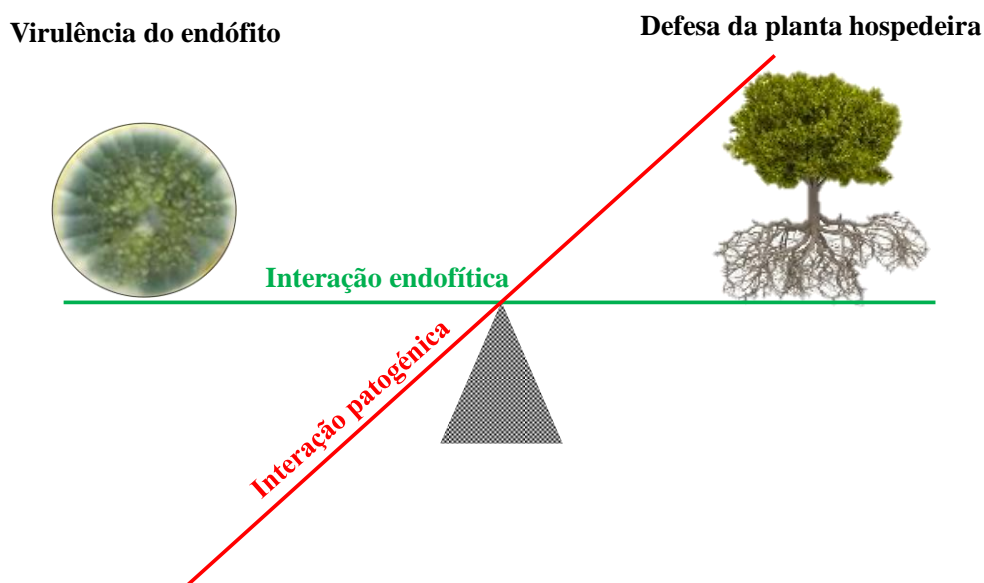 Virulência do endófito
Defesa da planta hospedeira
Interação endofítica
Interação patogénica